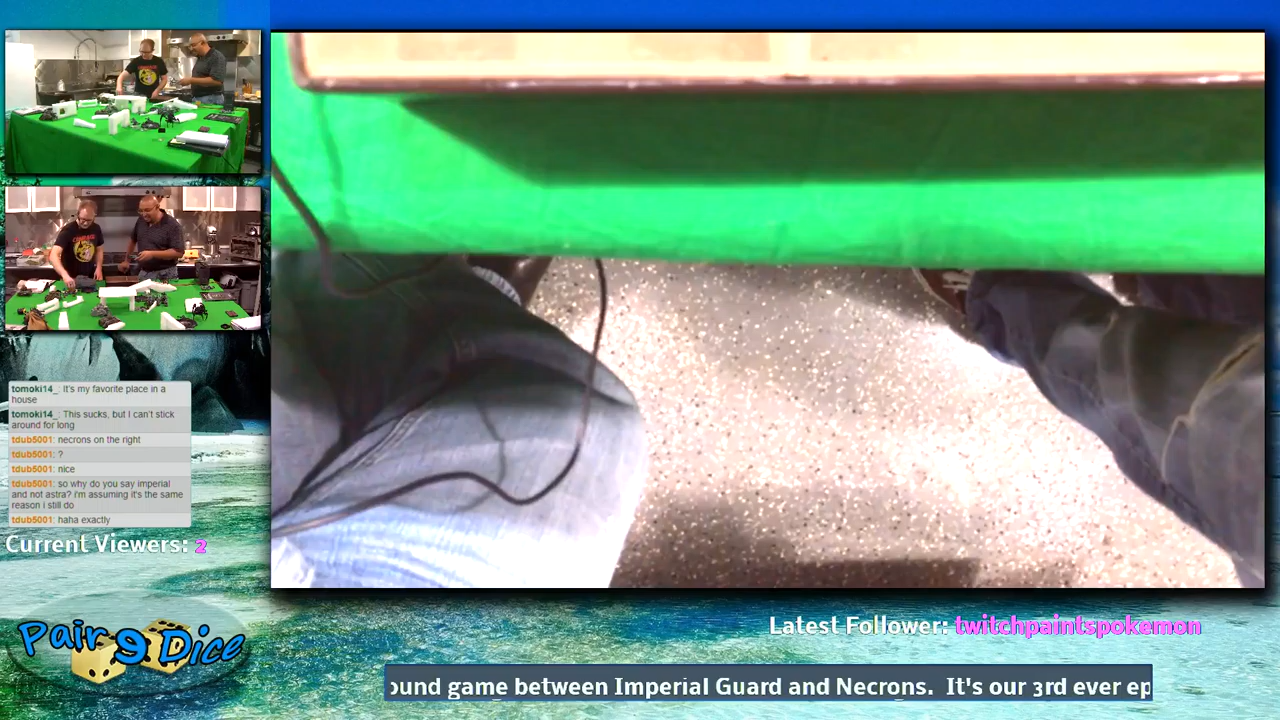 tomoki14_: It's my favorite place in a
house
tomoki14_: This sucks, but I can't stick
around for long
tdub5001: necrons on the right
tdub5001: ?
tdub5001: nice
tdub5001: so why do you say imperial
and not astra? i'm assuming it's the same
reason i still do
tdub5001: haha exactly
Current Viewers: 2
Pair 9 Dice
Latest Follower: twitchpaintspokemon
ound game between Imperial Guard and Necrons. It's our 3rd ever ep